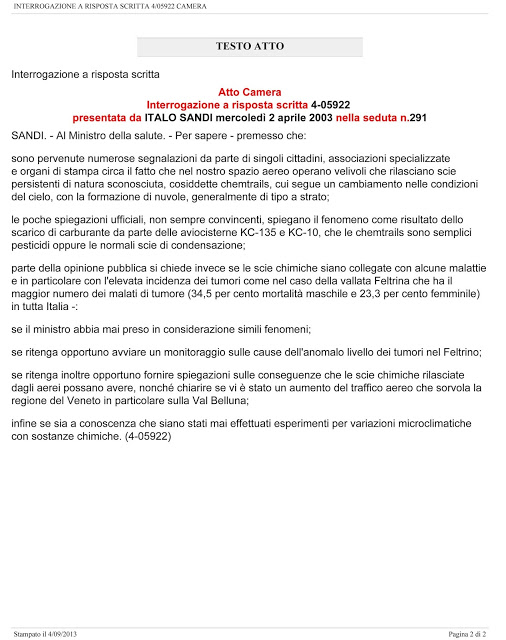 INTERROGAZIONE A RISPOSTA SCRITTA 4/05922 CAMERA
TESTO ATTO
Interrogazione a risposta scritta
Atto Camera
Interrogazione a risposta scritta 4-05922
presentata da ITALO SANDI mercoledì 2 aprile 2003 nella seduta n.291
SANDI. - Al Ministro della salute. - Per sapere - premesso che:
sono pervenute numerose segnalazioni da parte di singoli cittadini, associazioni specializzate
e organi di stampa circa il fatto che nel nostro spazio aereo operano velivoli che rilasciano scie
persistenti di natura sconosciuta, cosiddette chemtrails, cui segue un cambiamento nelle condizioni
del cielo, con la formazione di nuvole, generalmente di tipo a strato;
le poche spiegazioni ufficiali, non sempre convincenti, spiegano il fenomeno come risultato dello
scarico di carburante da parte delle aviocisterne KC-135 e KC-10, che le chemtrails sono semplici
pesticidi oppure le normali scie di condensazione;
parte della opinione pubblica si chiede invece se le scie chimiche siano collegate con alcune malattie
e in particolare con l'elevata incidenza dei tumori come nel caso della vallata Feltrina che ha il
maggior numero dei malati di tumore (34,5 per cento mortalità maschile e 23,3 per cento femminile)
in tutta Italia -:
se il ministro abbia mai preso in considerazione simili fenomeni;
se ritenga opportuno avviare un monitoraggio sulle cause dell'anomalo livello dei tumori nel Feltrino;
se ritenga inoltre opportuno fornire spiegazioni sulle conseguenze che le scie chimiche rilasciate
dagli aerei possano avere, nonché chiarire se vi è stato un aumento del traffico aereo che sorvola la
regione del Veneto in particolare sulla Val Belluna;
infine se sia a conoscenza che siano stati mai effettuati esperimenti per variazioni microclimatiche
con sostanze chimiche. (4-05922)
Stampato il 4/09/2013
Pagina 2 di 2